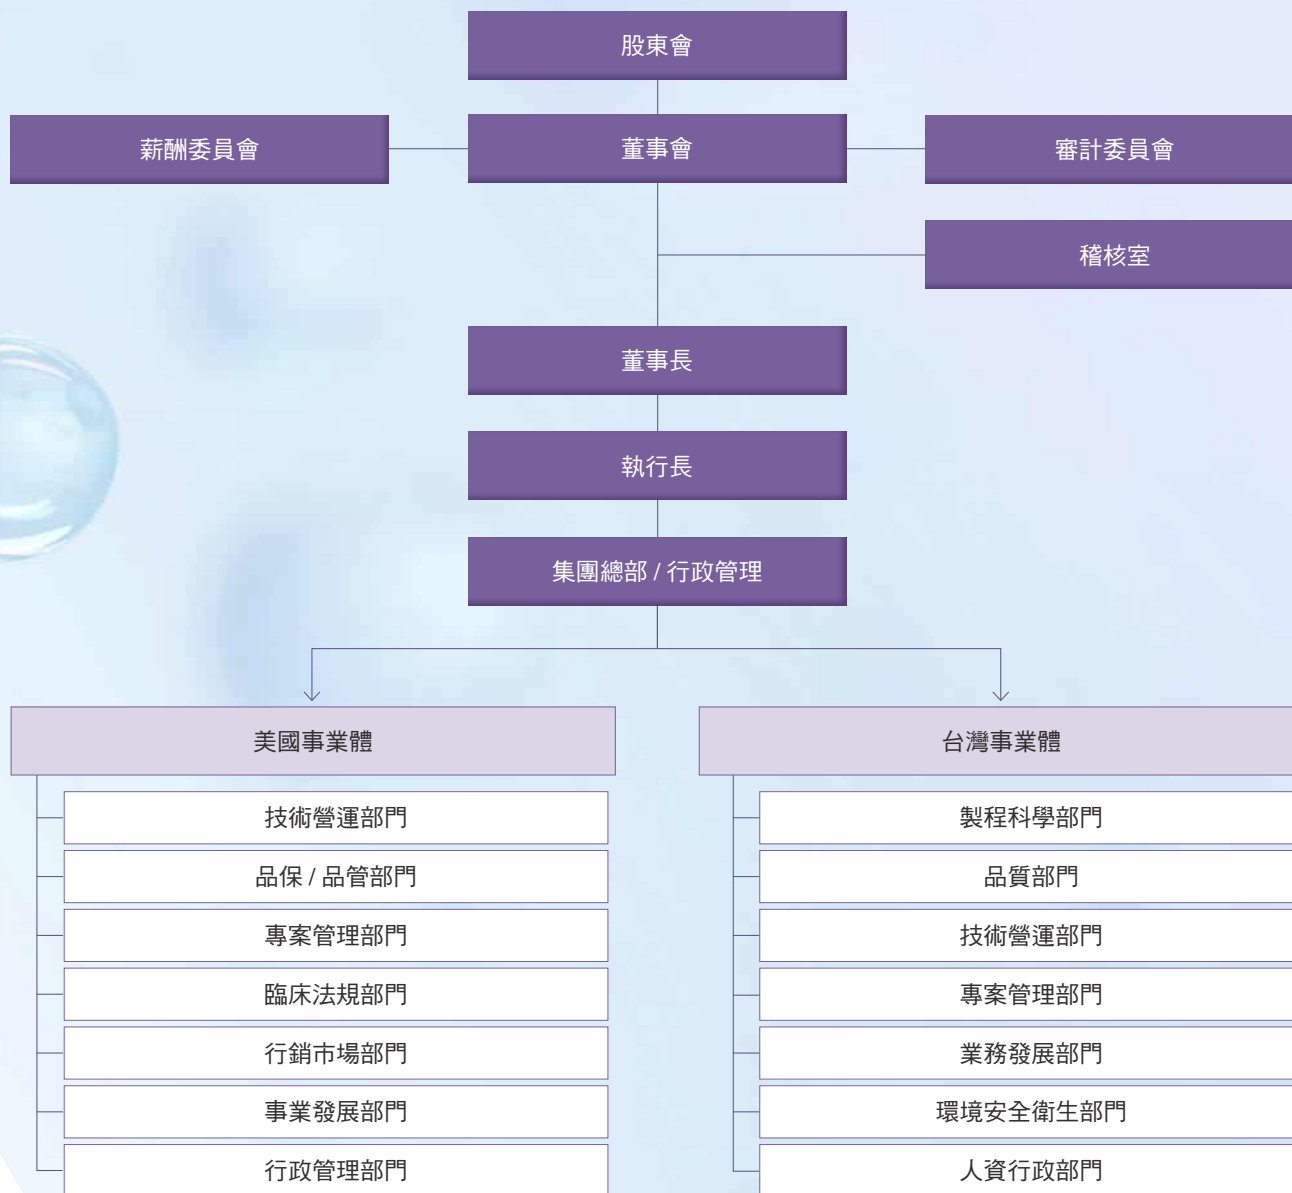 股東會
薪酬委員會
董事會
審計委員會
稽核室
董事長
執行長
集團總部 / 行政管理
美國事業體
技術營運部門
品保 / 品管部門
專案管理部門
臨床法規部門
行銷市場部門
事業發展部門
行政管理部門
台灣事業體
製程科學部門
品質部門
技術營運部門
專案管理部門
業務發展部門
環境安全衛生部門
人資行政部門